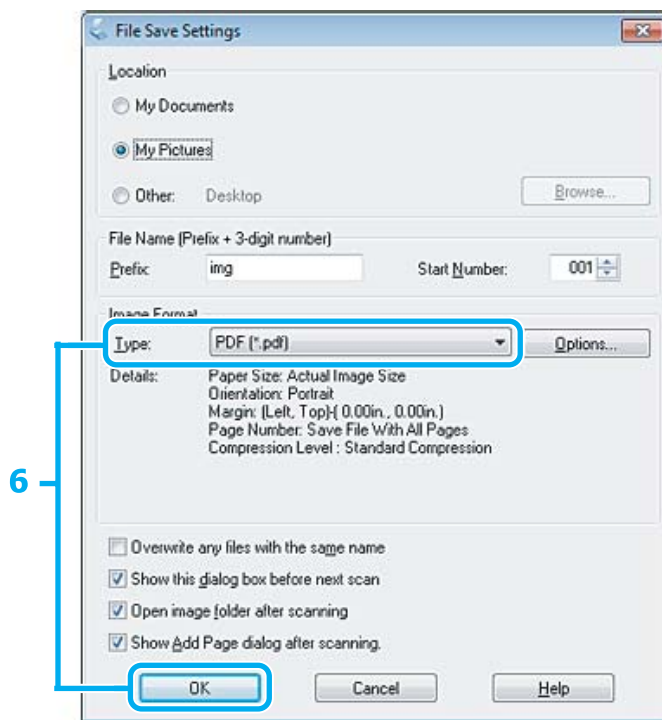 File Save Settings
Location
My Documents
My Pictures
Other: Desktop Browse...
File Name (Prefix + 3-digit number)
Prefix: img Start Number: 001
Image Format
Type: PDF (*.pdf) Options...
Details: Paper Size: Actual Image Size
Orientation: Portrait
Margin: (Left, Top)-( 0.00in., 0.00in.)
Page Number: Save File With All Pages
Compression Level : Standard Compression
6
Overwrite any files with the same name
Show this dialog box before next scan
Open image folder after scanning
Show Add Page dialog after scanning.
OK Cancel Help